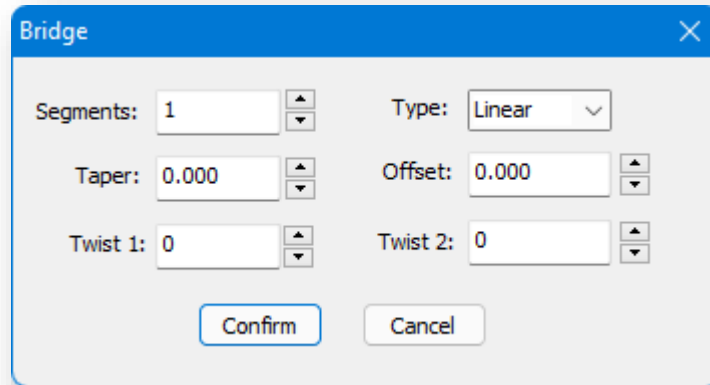 Bridge
Segments: 1 Type: Linear
Taper: 0.000 Offset: 0.000
Twist 1: 0 Twist 2: 0
Confirm Cancel